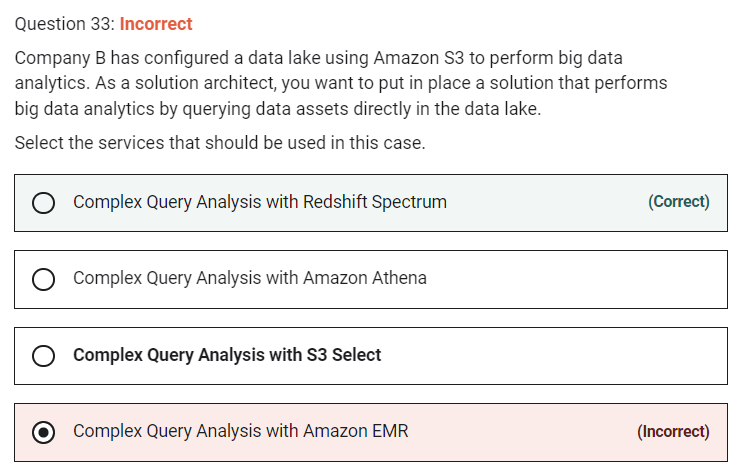 Question 33: Incorrect
Company B has configured a data lake using Amazon S3 to perform big data
analytics. As a solution architect, you want to put in place a solution that performs
big data analytics by querying data assets directly in the data lake.
Select the services that should be used in this case.
Complex Query Analysis with Redshift Spectrum (Correct)
Complex Query Analysis with Amazon Athena
Complex Query Analysis with S3 Select
Complex Query Analysis with Amazon EMR (Incorrect)